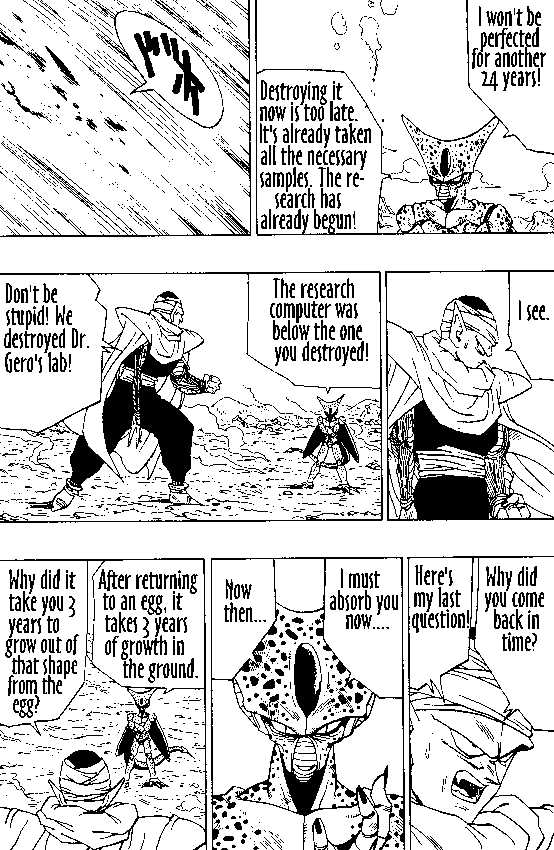 Destroying it
now is too late.
It's already taken
all the necessary
samples. The re-
search has
already begun!
I won't be
perfected
for another
24 years!
Don't be
stupid! We
destroyed Dr.
Gero's lab!
The research
computer was
below the one
you destroyed!
I see.
Why did it
take you 3
years to
grow out of
that shape
from the
egg?
After returning
to an egg, it
takes 3 years
of growth in
the ground.
Now
then...
I must
absorb you
now....
Here's
my last
question!
Why did
you come
back in
time?